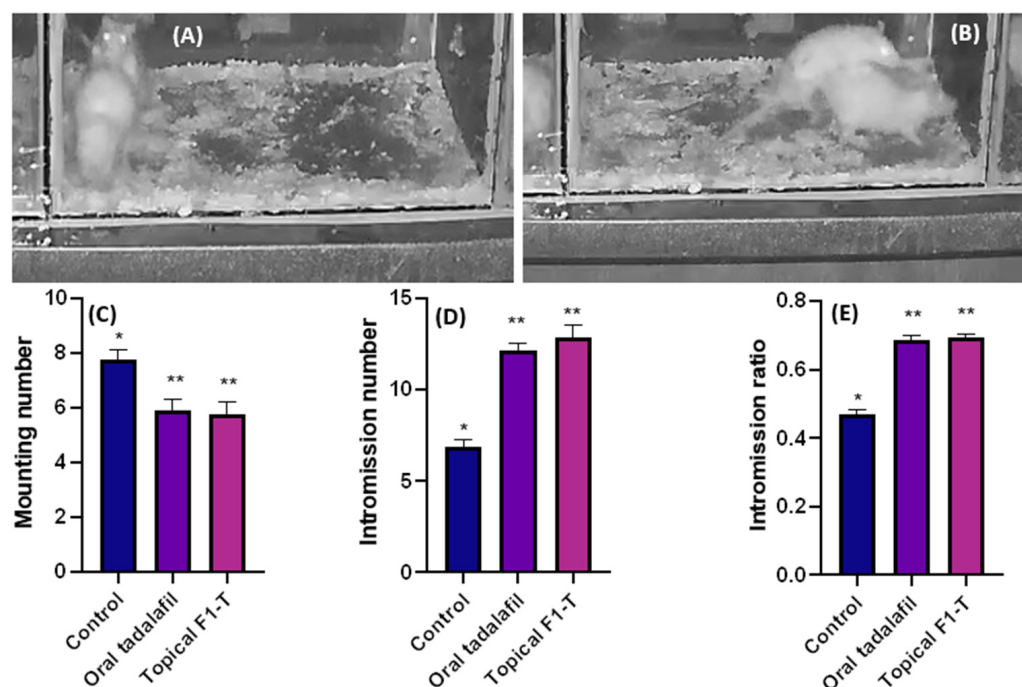 (A)
(B)
(C)
Mounting number
10
8
6
4
2
0
*
**
**
Control
Oral tadalafil
Topical F1-T
(D)
Intromission number
15
10
5
0
*
**
**
Control
Oral tadalafil
Topical F1-T
(E)
Intromission ratio
0.8
0.6
0.4
0.2
0.0
*
**
**
Control
Oral tadalafil
Topical F1-T